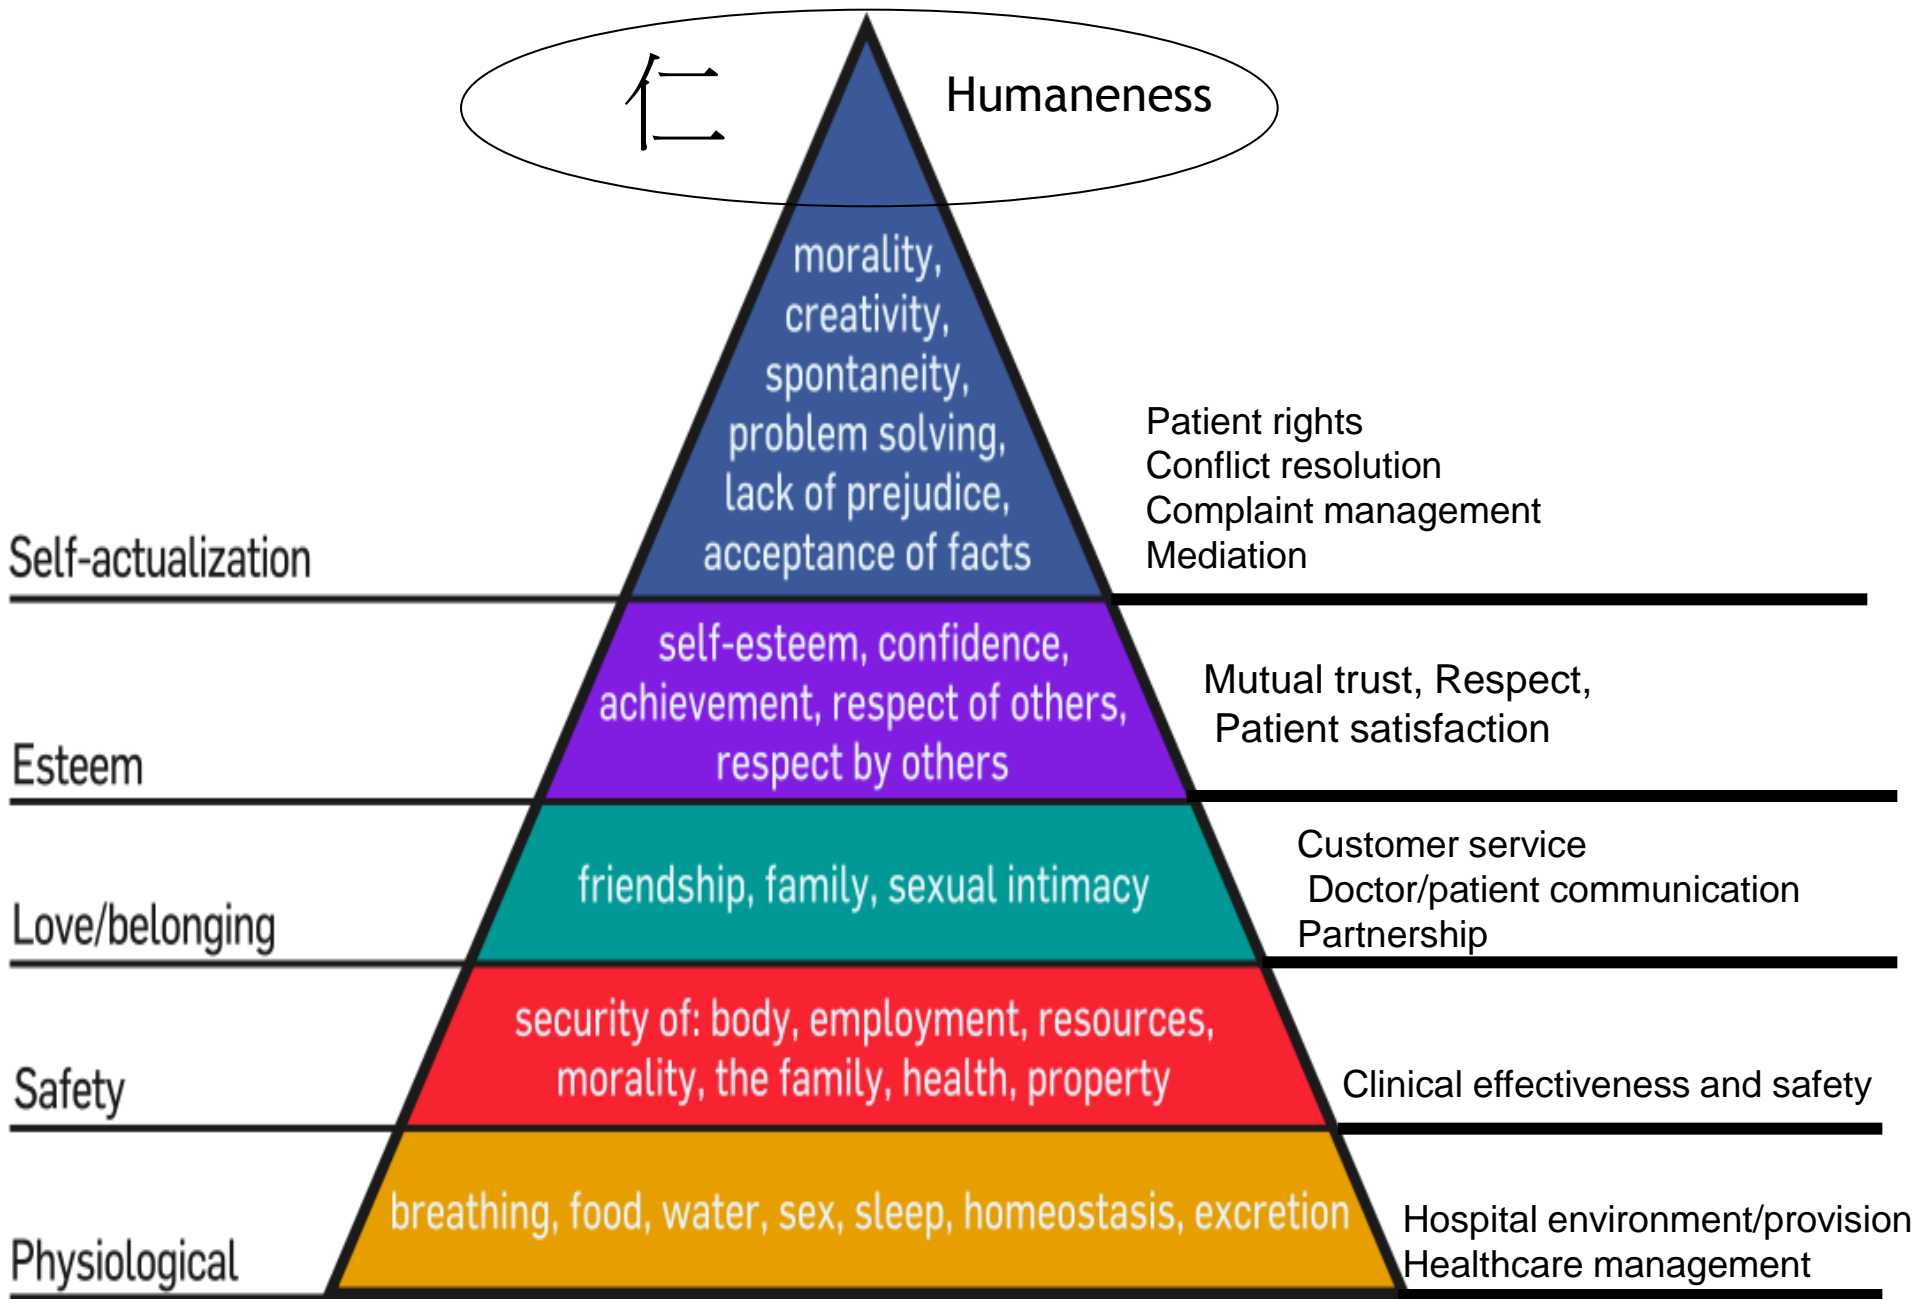 仁
Humaneness
morality,
creativity,
spontaneity,
problem solving,
lack of prejudice,
acceptance of facts
Self-actualization
Patient rights
Conflict resolution
Complaint management
Mediation
self-esteem, confidence,
achievement, respect of others,
respect by others
Esteem
Mutual trust, Respect,
Patient satisfaction
friendship, family, sexual intimacy
Love/belonging
Customer service
Doctor/patient communication
Partnership
security of: body, employment, resources,
morality, the family, health, property
Safety
Clinical effectiveness and safety
breathing, food, water, sex, sleep, homeostasis, excretion
Physiological
Hospital environment/provision
Healthcare management